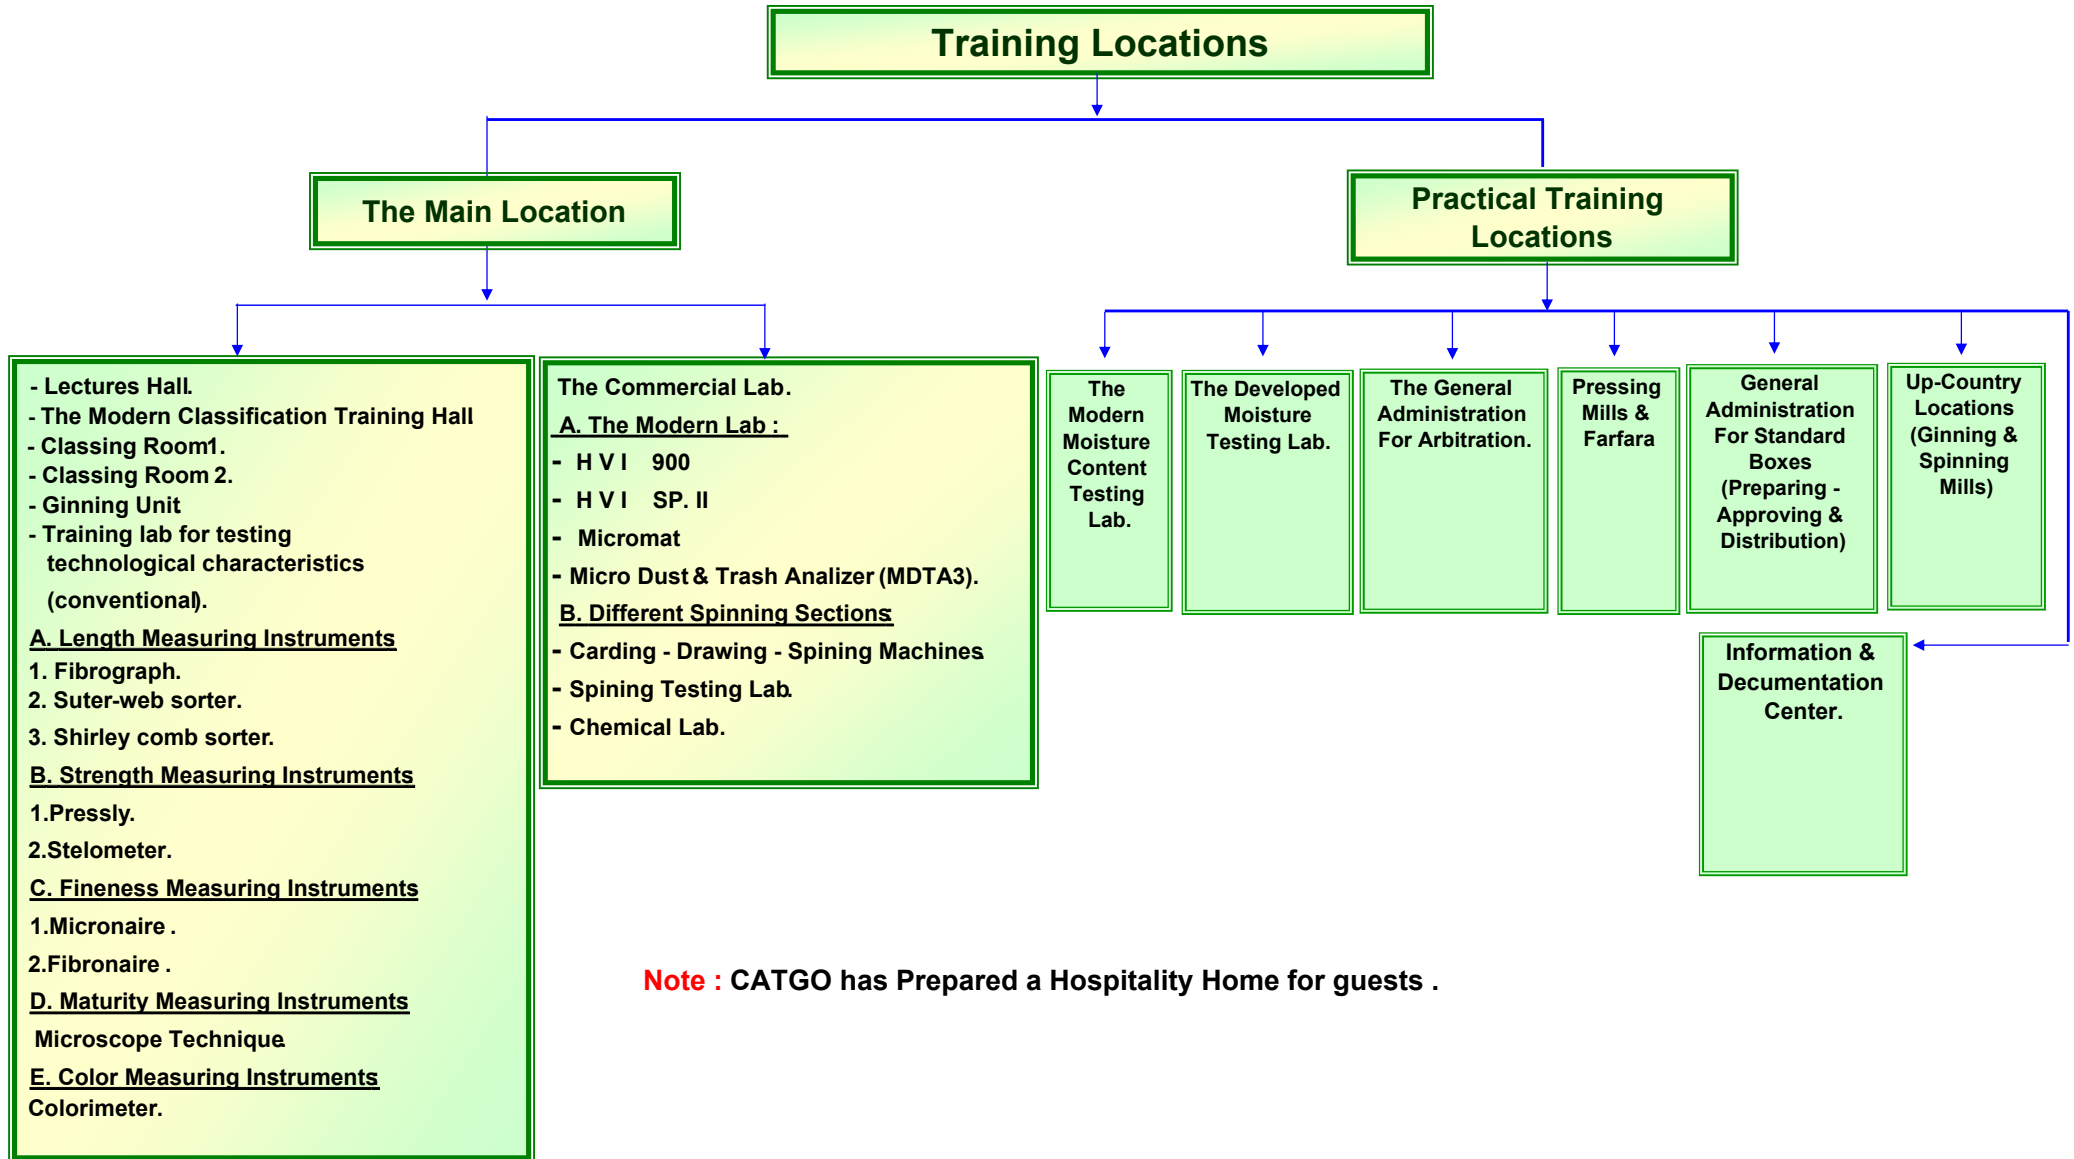 Training Locations
The Main Location
Practical Training
Locations
- Lectures Hall.
- The Modern Classification Training Hall
- Classing Room1.
- Classing Room 2.
- Ginning Unit
- Training lab for testing
technological characteristics
(conventional).
A. Length Measuring Instruments
1. Fibrograph.
2. Suter-web sorter.
3. Shirley comb sorter.
B. Strength Measuring Instruments
1.Pressly.
2.Stelometer.
C. Fineness Measuring Instruments
1.Micronaire .
2.Fibronaire .
D. Maturity Measuring Instruments
Microscope Technique.
E. Color Measuring Instruments
Colorimeter.
The Commercial Lab.
A. The Modern Lab :
- H V I 900
- H V I SP. II
- Micromat
- Micro Dust & Trash Analizer (MDTA3).
B. Different Spinning Sections:
- Carding - Drawing - Spining Machines.
- Spining Testing Lab.
- Chemical Lab.
The
Modern
Moisture
Content
Testing
Lab.
The Developed
Moisture
Testing Lab.
The General
Administration
For Arbitration.
Pressing
Mills &
Farfara
General
Administration
For Standard
Boxes
(Preparing -
Approving &
Distribution)
Up-Country
Locations
(Ginning &
Spinning
Mills)
Information &
Decumentation
Center.
Note : CATGO has Prepared a Hospitality Home for guests .